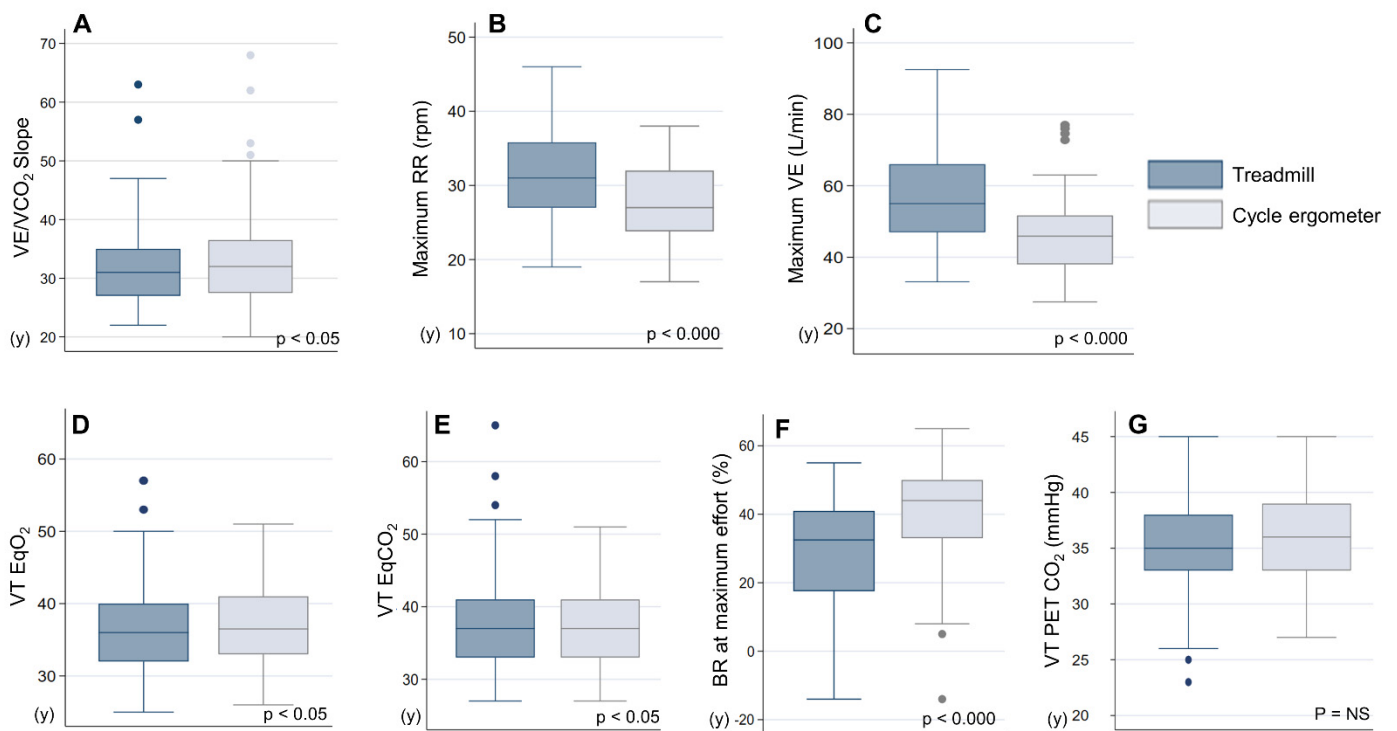 A
VE/VCO₂ Slope
70
60
50
40
30
20
(y)
p < 0.05
B
Maximum RR (rpm)
50
40
30
20
10
(y)
p < 0.000
C
Maximum VE (L/min)
100
80
60
40
20
(y)
p < 0.000
Treadmill
Cycle ergometer
D
VT EqO₂
60
50
40
30
(y)
p < 0.05
E
VT EqCO₂
60
50
40
30
(y)
p < 0.05
F
BR at maximum effort (%)
60
40
20
0
-20
(y)
p < 0.000
G
VT PET CO₂ (mmHg)
45
40
35
30
25
20
(y)
P = NS